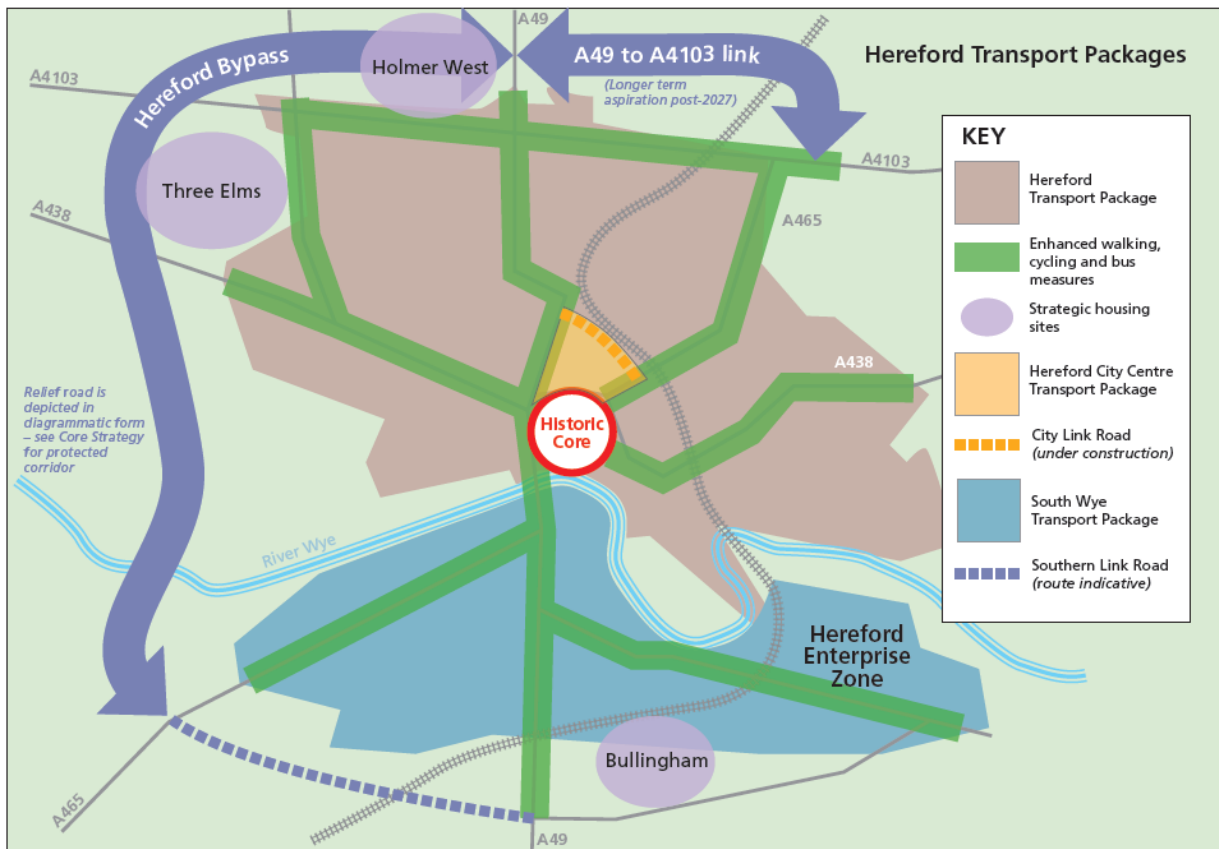 A49
Hereford Transport Packages
A49 to A4103 link
(Longer term
aspiration post-2027)
Hereford Bypass
Holmer West
A4103
Three Elms
A438
A4103
A465
A438
Relief road is
depicted in
diagrammatic form
– see Core Strategy
for protected
corridor
Historic
Core
River Wye
Hereford
Enterprise
Zone
Bullingham
A465
A49
KEY
Hereford
Transport Package
Enhanced walking,
cycling and bus
measures
Strategic housing
sites
Hereford City Centre
Transport Package
City Link Road
(under construction)
South Wye
Transport Package
Southern Link Road
(route indicative)